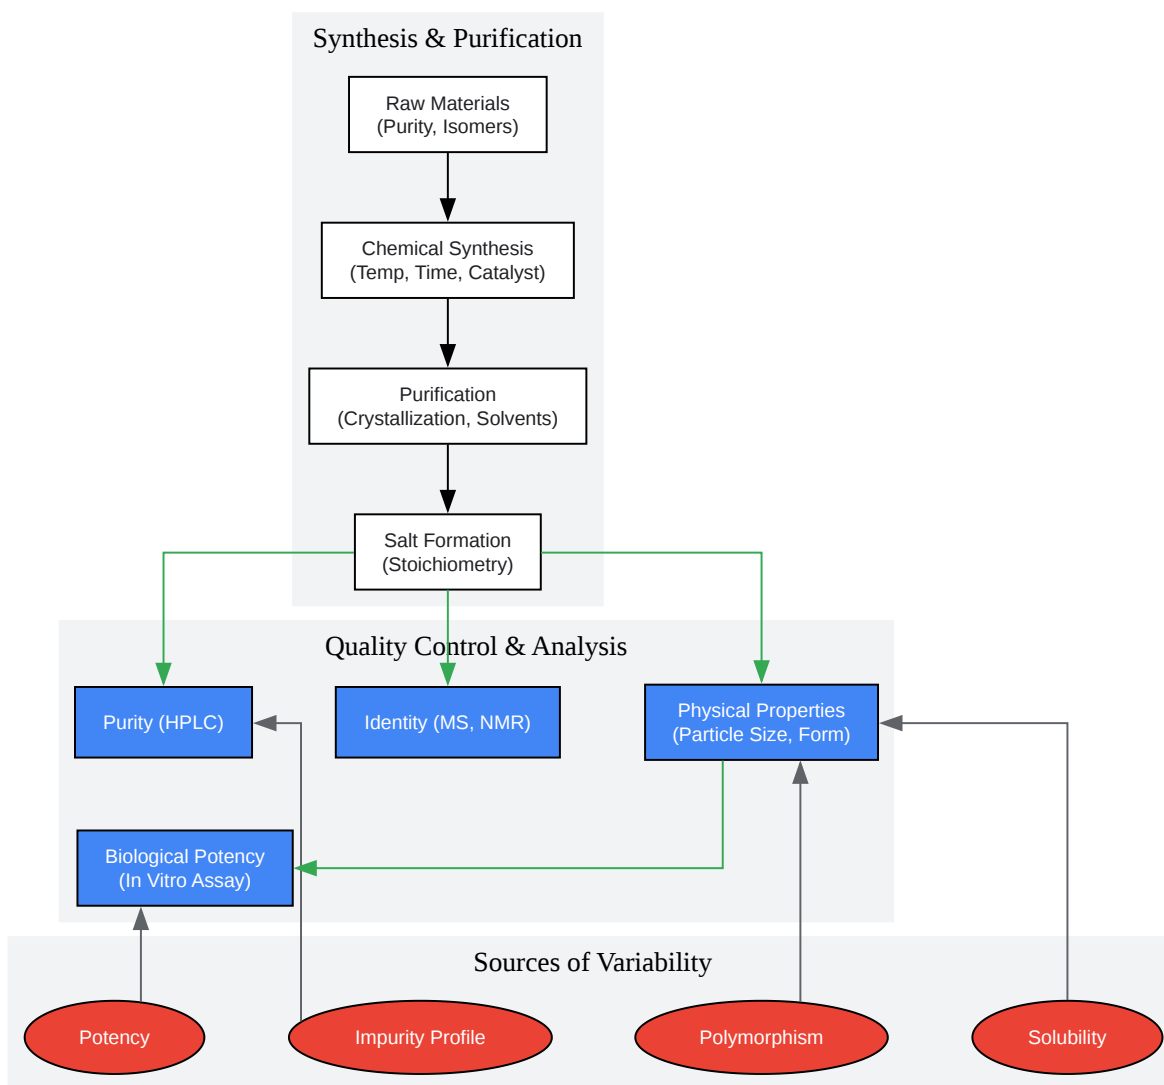 Synthesis & Purification
Raw Materials
(Purity, Isomers)
Chemical Synthesis
(Temp, Time, Catalyst)
Purification
(Crystallization, Solvents)
Salt Formation
(Stoichiometry)
Quality Control & Analysis
Purity (HPLC)
Identity (MS, NMR)
Physical Properties
(Particle Size, Form)
Biological Potency
(In Vitro Assay)
Sources of Variability
Potency
Impurity Profile
Polymorphism
Solubility